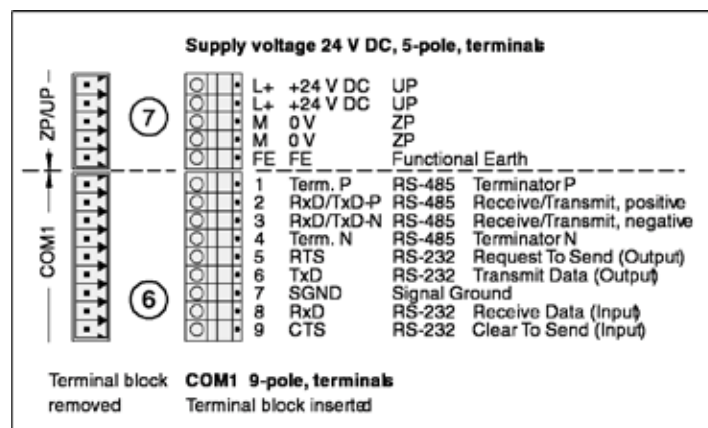 Supply voltage 24 V DC, 5-pole, terminals
ZP/UP
7
L+ +24 V DC UP
L+ +24 V DC UP
M 0 V ZP
M 0 V ZP
FE FE Functional Earth
COM1
6
1 Term. P RS-485 Terminator P
2 RxD/TxD-P RS-485 Receive/Transmit, positive
3 RxD/TxD-N RS-485 Receive/Transmit, negative
4 Term. N RS-485 Terminator N
5 RTS RS-232 Request To Send (Output)
6 TxD RS-232 Transmit Data (Output)
7 SGND Signal Ground
8 RxD RS-232 Receive Data (Input)
9 CTS RS-232 Clear To Send (Input)
Terminal block COM1 9-pole, terminals
removed Terminal block inserted